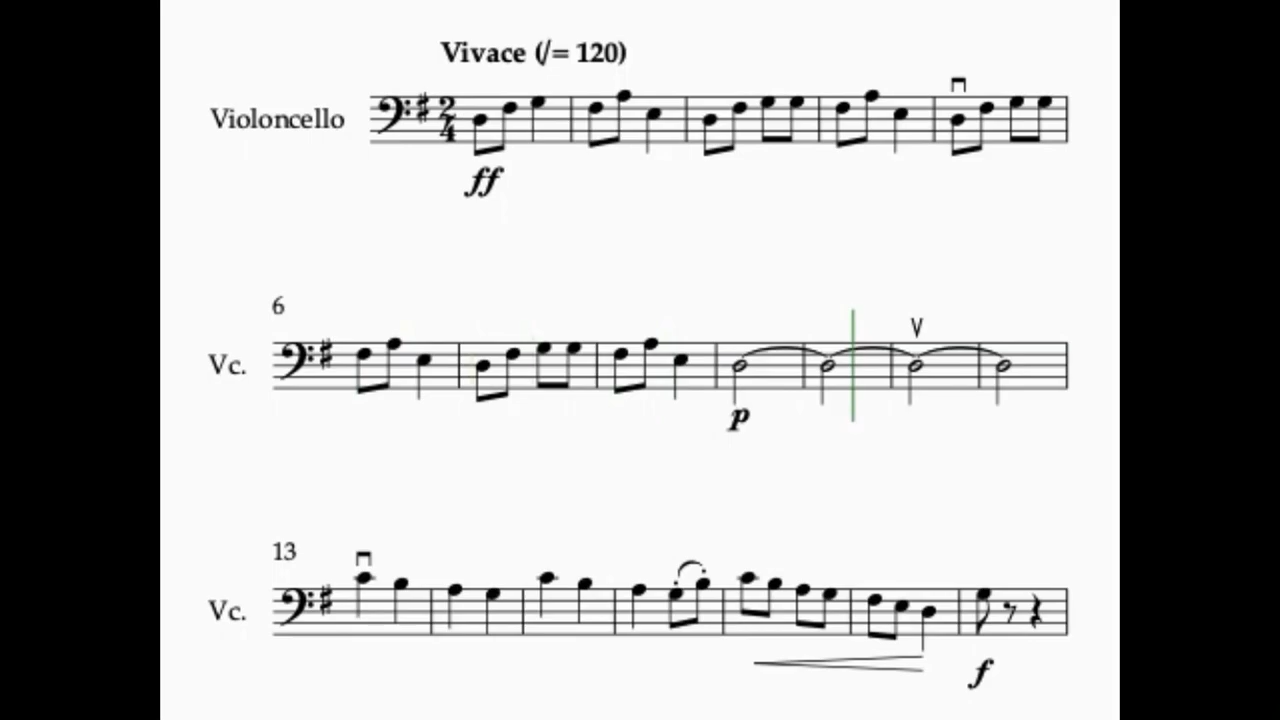 Vivace (♩= 120)
Violoncello
2
4
ff
6
Vc.
p
13
Vc.
f